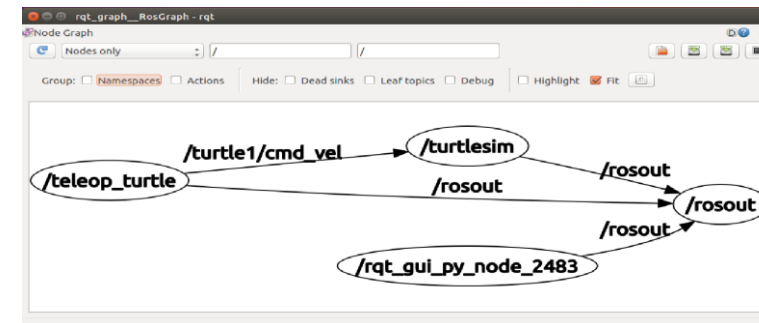 rqt_graph__RosGraph - rqt
Node Graph
Nodes only / /
Group: Namespaces Actions Hide: Dead sinks Leaf topics Debug Highlight Fit
/turtle1/cmd_vel
/turtlesim
/teleop_turtle
/rosout
/rosout
/rosout
/rosout
/rqt_gui_py_node_2483